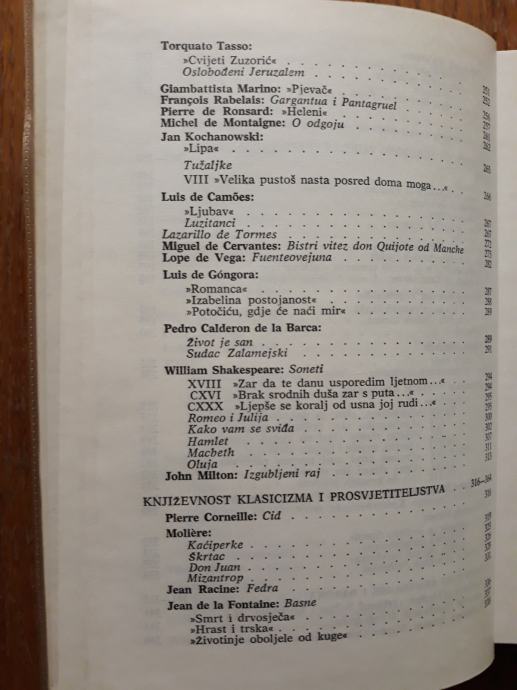 Torquato Tasso:
»Cvijeti Zuzorić«
Oslobođeni Jeruzalem
Giambattista Marino: »Pjevač«
François Rabelais: Gargantua i Pantagruel
Pierre de Ronsard: »Heleni«
Michel de Montaigne: O odgoju
Jan Kochanowski:
»Lipa«
Tužaljke
VIII »Velika pustoš nasta posred doma moga...«
Luis de Camões:
»Ljubav«
Luzitanci
Lazarillo de Tormes
Miguel de Cervantes: Bistri vitez don Quijote od Manche
Lope de Vega: Fuenteovejuna
Luis de Góngora:
»Romanca«
»Izabelina postojanost«
»Potočiću, gdje će naći mir«
Pedro Calderon de la Barca:
Život je san
Sudac Zalamejski
William Shakespeare: Soneti
XVIII »Zar da te danu usporedim ljetnom...«
CXVI »Brak srodnih duša zar s puta...«
CXXX »Ljepše se koralj od usna joj rudi...«
Romeo i Julija
Kako vam se sviđa
Hamlet
Macbeth
Oluja
John Milton: Izgubljeni raj
KNJIŽEVNOST KLASICIZMA I PROSVJETITELJSTVA 316—364
Pierre Corneille: Cid
Molière:
Kaćiperke
Škrtac
Don Juan
Mizantrop
Jean Racine: Fedra
Jean de la Fontaine: Basne
»Smrt i drvosječa«
»Hrast i trska«
»Životinje oboljele od kuge«